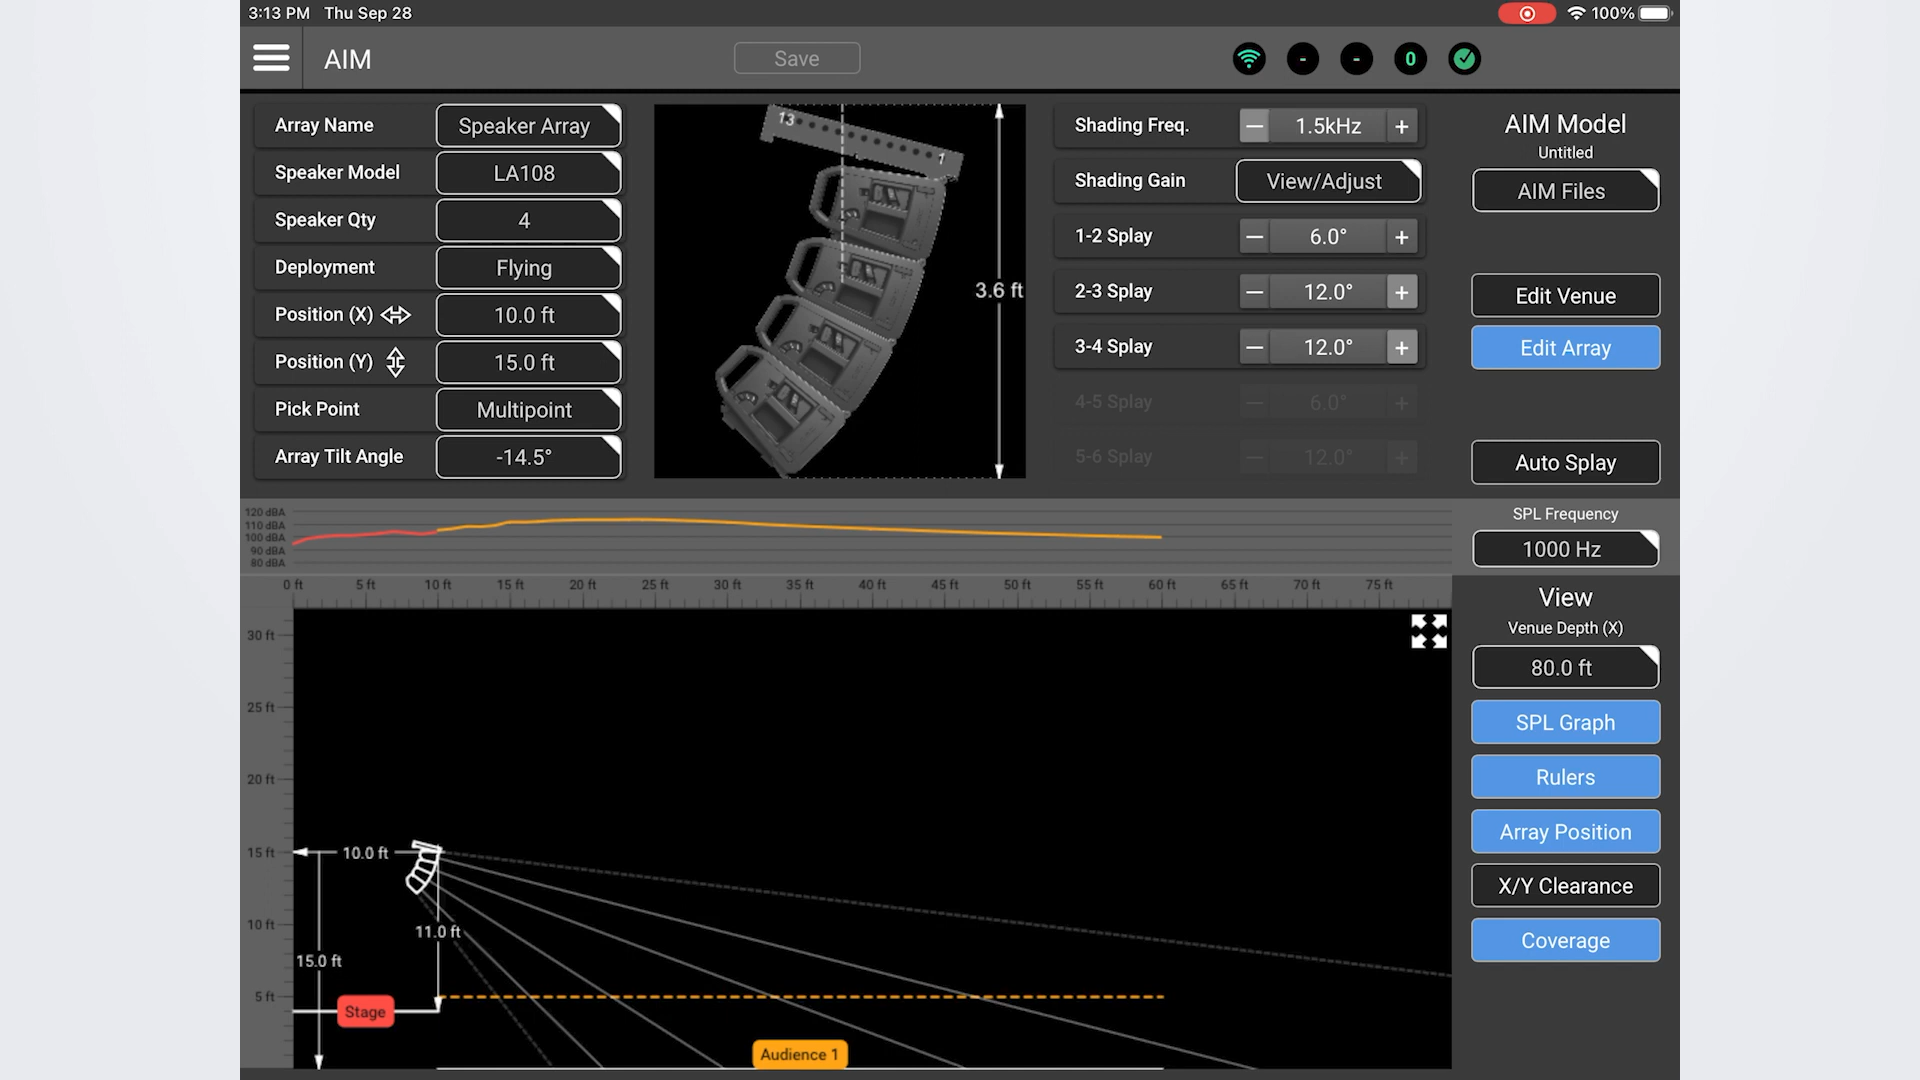 3:13 PM Thu Sep 28
100%
AIM
Save
- - 0
Array Name Speaker Array
Speaker Model LA108
Speaker Qty 4
Deployment Flying
Position (X) 10.0 ft
Position (Y) 15.0 ft
Pick Point Multipoint
Array Tilt Angle -14.5°
13
1
3.6 ft
Shading Freq. — 1.5kHz +
Shading Gain View/Adjust
1-2 Splay — 6.0° +
2-3 Splay — 12.0° +
3-4 Splay — 12.0° +
4-5 Splay — 6.0° +
5-6 Splay — 12.0° +
AIM Model
Untitled
AIM Files
Edit Venue
Edit Array
Auto Splay
120 dBA
110 dBA
100 dBA
90 dBA
80 dBA
SPL Frequency
1000 Hz
0 ft 5 ft 10 ft 15 ft 20 ft 25 ft 30 ft 35 ft 40 ft 45 ft 50 ft 55 ft 60 ft 65 ft 70 ft 75 ft
30 ft
25 ft
20 ft
15 ft
10 ft
5 ft
10.0 ft
11.0 ft
15.0 ft
Stage
Audience 1
View
Venue Depth (X)
80.0 ft
SPL Graph
Rulers
Array Position
X/Y Clearance
Coverage